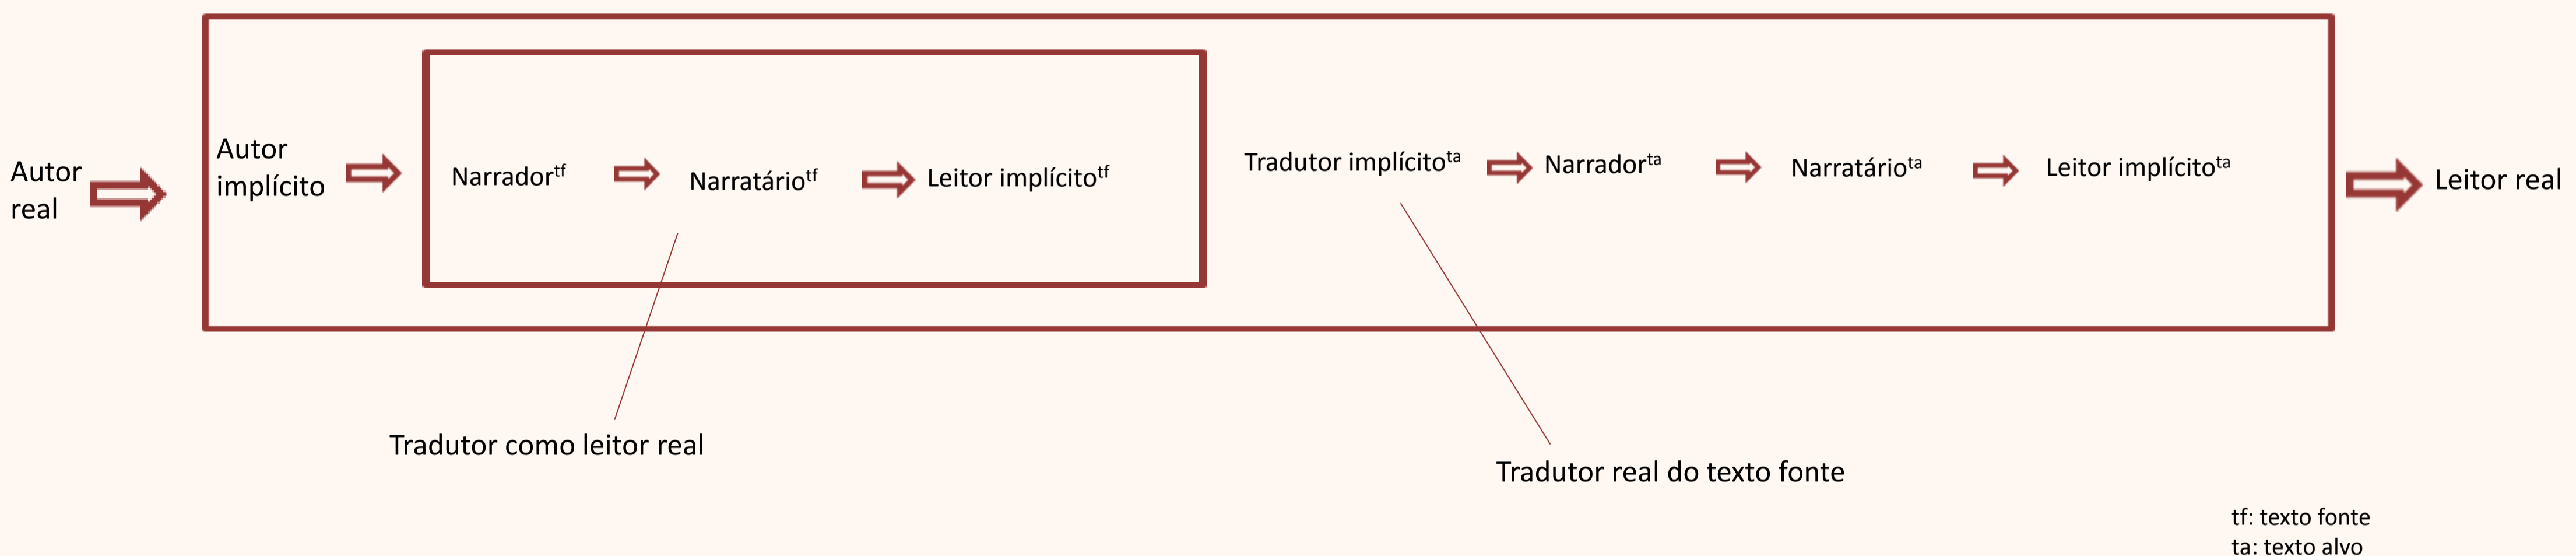 Autor
real
Autor
implícito
Narradorᵗᶠ
Narratárioᵗᶠ
Leitor implícitoᵗᶠ
Tradutor implícitoᵗᵃ
Narradorᵗᵃ
Narratárioᵗᵃ
Leitor implícitoᵗᵃ
Leitor real
Tradutor como leitor real
Tradutor real do texto fonte
tf: texto fonte
ta: texto alvo